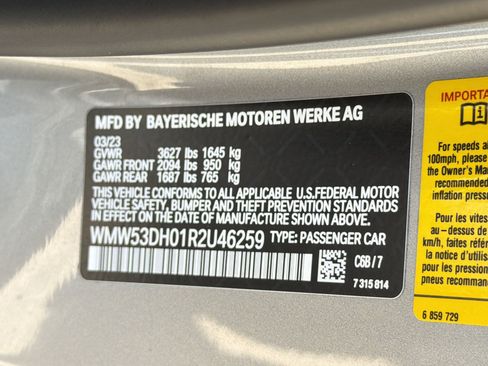 MFD BY BAYERISCHE MOTOREN WERKE AG
03/23
GVWR 3627 lbs 1645 kg
GAWR FRONT 2094 lbs 950 kg
GAWR REAR 1687 lbs 765 kg
THIS VEHICLE CONFORMS TO ALL APPLICABLE U.S. FEDERAL MOTOR
VEHICLE SAFETY, BUMPER AND THEFT PREVENTION STANDARDS
IN EFFECT ON THE DATE OF MANUFACTURE SHOWN ABOVE.
WMW53DH01R2U46259 TYPE: PASSENGER CAR
C6B / 7
7 315 814
IMPORTA
For speeds a
100mph, please
the Owner's Ma
recommended
inflation pressu
Pour les vites
au-dessus de
km/h, faites
la notice d'uti
pour les pression
pneus recomman
6 859 729